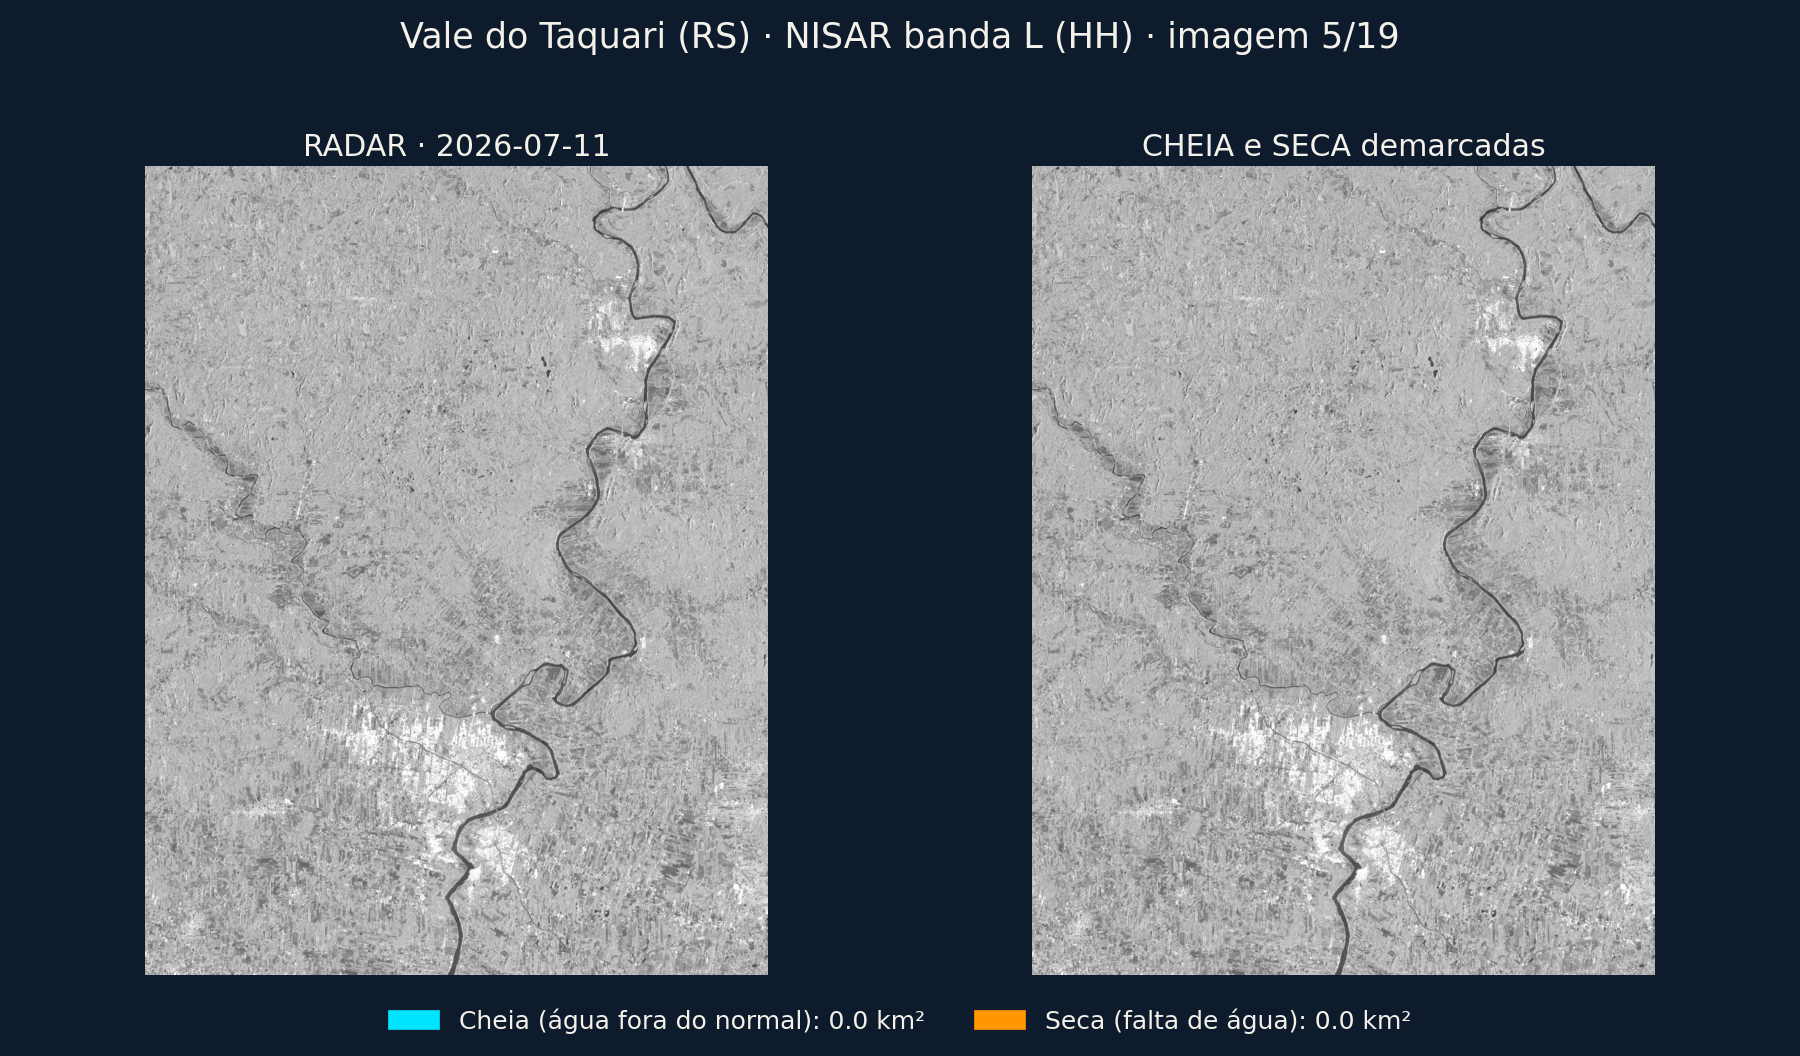 Vale do Taquari (RS) · NISAR banda L (HH) · imagem 5/19
RADAR · 2026-07-11
CHEIA e SECA demarcadas
Cheia (água fora do normal): 0.0 km²
Seca (falta de água): 0.0 km²